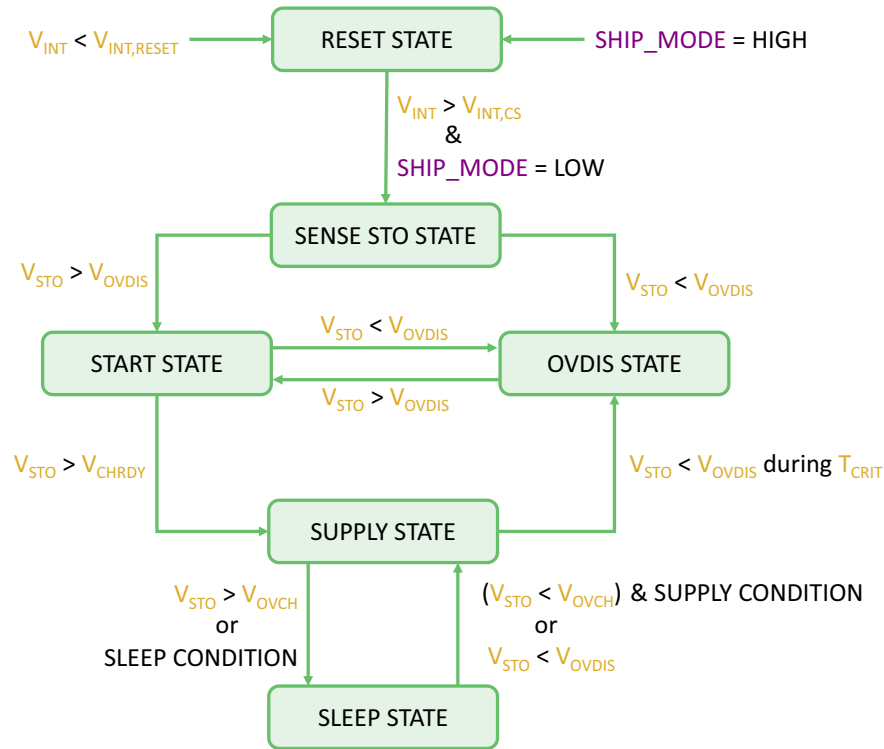 V_INT < V_INT,RESET
RESET STATE
SHIP_MODE = HIGH
V_INT > V_INT,CS
&
SHIP_MODE = LOW
SENSE STO STATE
V_STO > V_OVDIS
V_STO < V_OVDIS
V_STO < V_OVDIS
START STATE
OVDIS STATE
V_STO > V_OVDIS
V_STO > V_CHRDY
V_STO < V_OVDIS during T_CRIT
SUPPLY STATE
V_STO > V_OVCH
or
SLEEP CONDITION
(V_STO < V_OVCH) & SUPPLY CONDITION
or
V_STO < V_OVDIS
SLEEP STATE